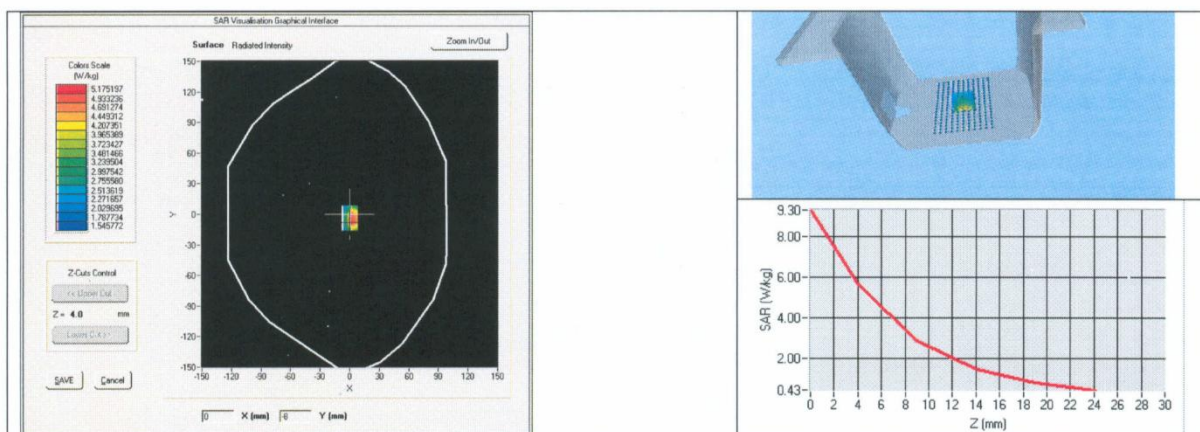 SAR Visualisation Graphical Interface
Surface Radiated Intensity
Zoom In/Out
Colors Scale
(W/kg)
5.175197
4.933236
4.691274
4.449312
4.207351
3.965389
3.723427
3.481466
3.239504
2.997542
2.755580
2.513619
2.271657
2.029695
1.787734
1.545772
Z-Cuts Control
Z = 4.0 mm
SAVE Cancel
150
120
90
60
30
0
-30
-60
-90
-120
-150
Y
-150 -120 -90 -60 -30 0 30 60 90 120 150
X
0 X (mm) -8 Y (mm)
9.30
8.00
6.00
4.00
2.00
0.43
SAR (W/kg)
0 2 4 6 8 10 12 14 16 18 20 22 24 26 28 30
Z (mm)